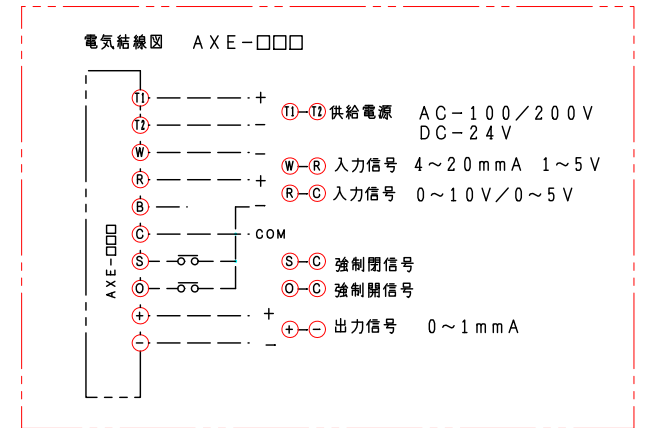 電気結線図 AXE-□□□
T1 +
T1-T2 供給電源 AC-100/200V
DC-24V
T2 -
W -
W-R 入力信号 4~20mmA 1~5V
R +
R-C 入力信号 0~10V/0~5V
B -
C COM
S
S-C 強制閉信号
O
O-C 強制開信号
+ +
+-- 出力信号 0~1mmA
- -
AXE-□□□